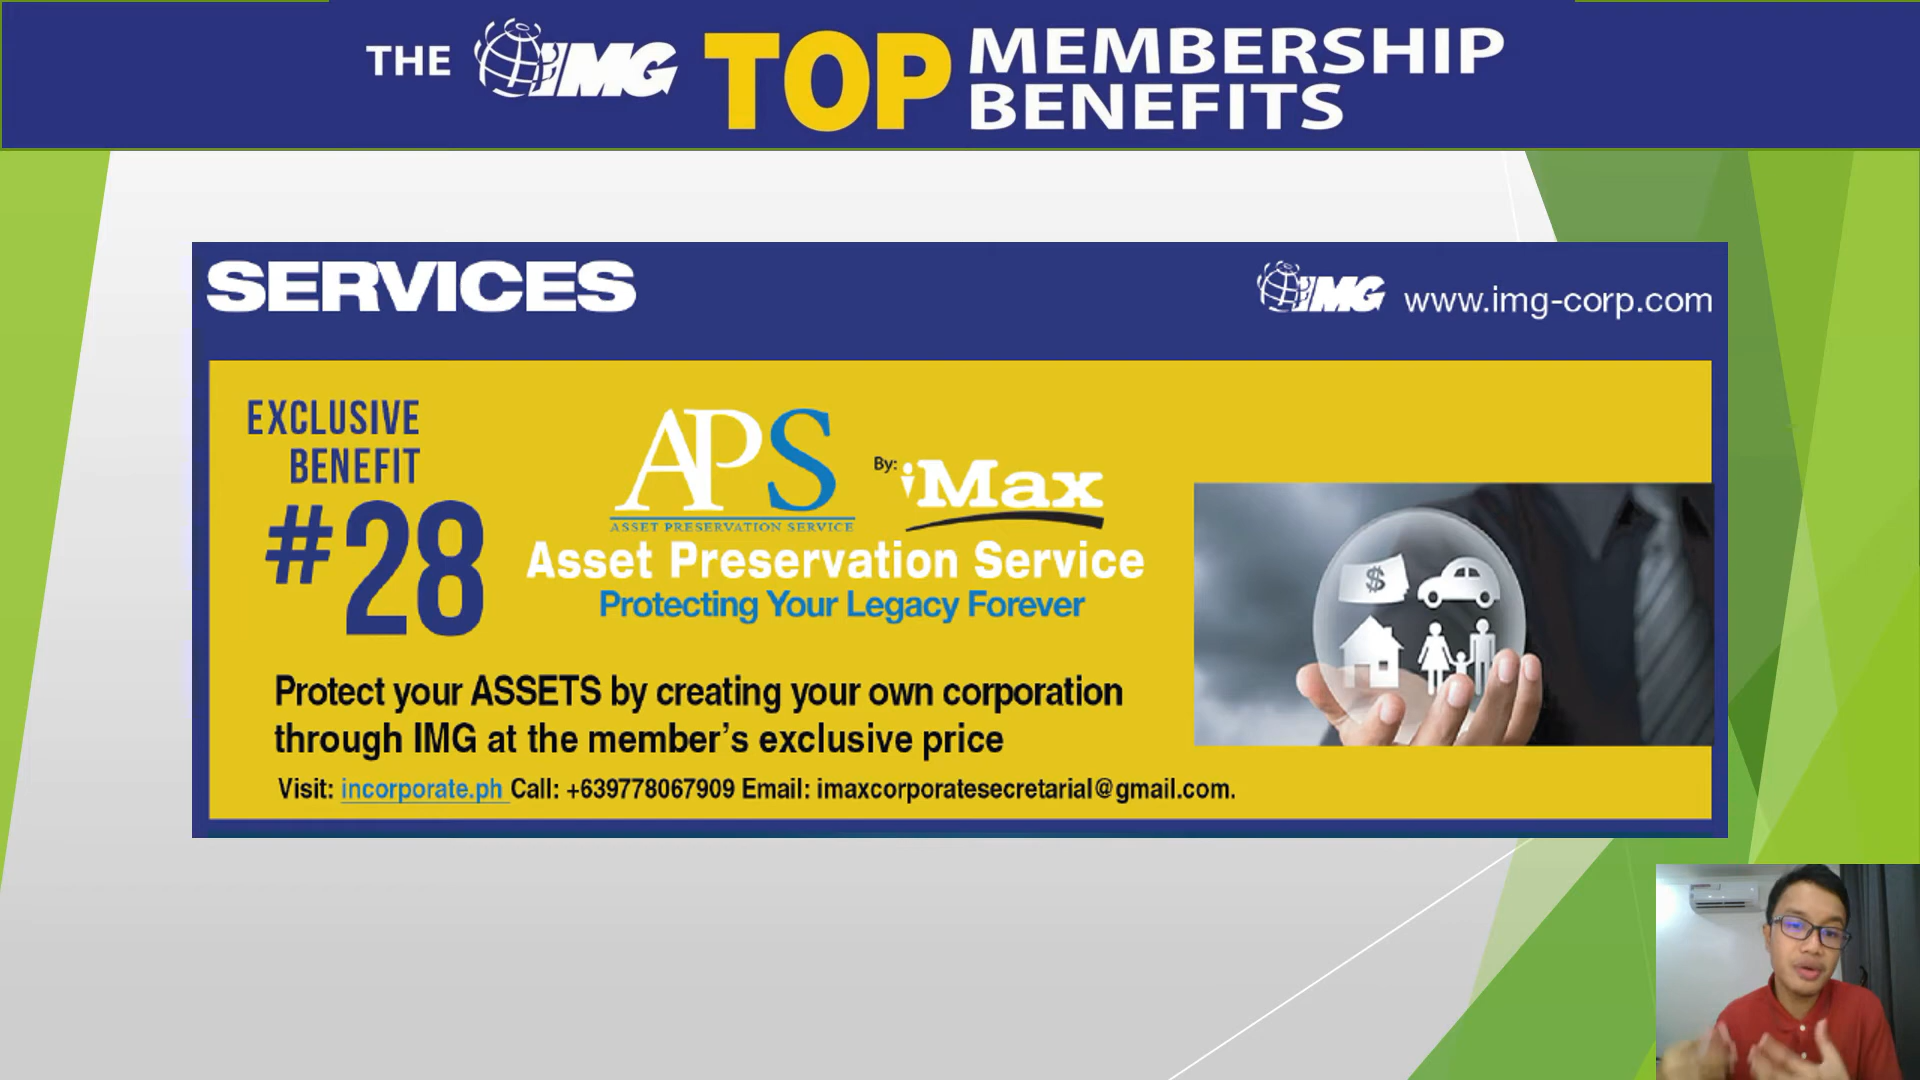 THE IMG TOP MEMBERSHIP
BENEFITS
SERVICES
IMG www.img-corp.com
EXCLUSIVE
BENEFIT
#28
APS
ASSET PRESERVATION SERVICE
By: iMax
Asset Preservation Service
Protecting Your Legacy Forever
$
Protect your ASSETS by creating your own corporation
through IMG at the member's exclusive price
Visit: incorporate.ph Call: +639778067909 Email: imaxcorporatesecretarial@gmail.com.